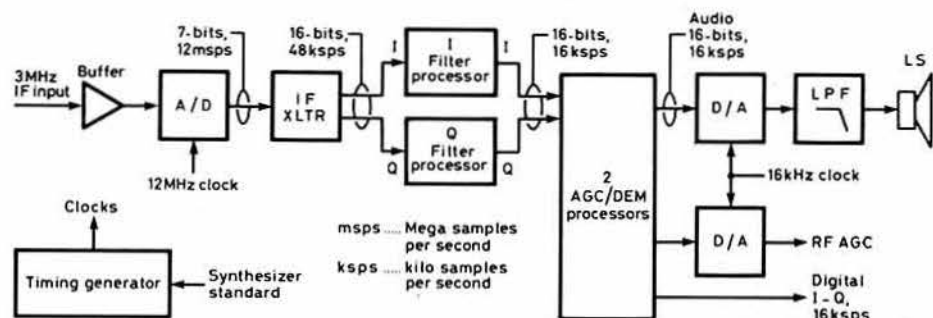 3MHz
IF input
Buffer
A/D
12MHz clock
7-bits,
12msps
IF
XLTR
16-bits,
48ksps
I
I
Filter
processor
I
Q
Q
Filter
processor
Q
16-bits,
16ksps
2
AGC/DEM
processors
Audio
16-bits,
16ksps
D/A
LPF
LS
16kHz clock
D/A
RF AGC
Digital
I-Q,
16ksps
Clocks
Timing generator
Synthesizer
standard
msps ..... Mega samples
per second
ksps ..... kilo samples
per second